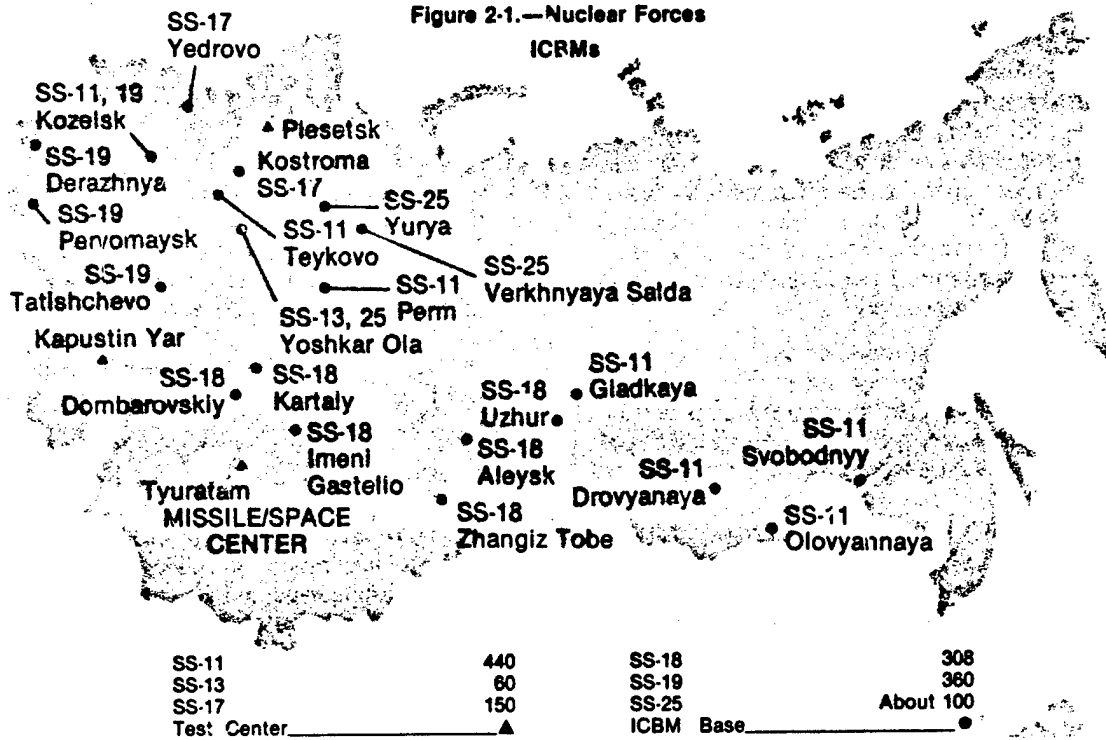 Figure 2-1.—Nuclear Forces
ICRMs
SS-17
Yedrovo
SS-11, 19
Kozelsk
Plesetsk
SS-19
Derazhnya
Kostroma
SS-17
SS-25
Yurya
SS-19
Pervomaysk
SS-11
Teykovo
SS-25
Verkhnyaya Salda
SS-19
Tatishchevo
SS-11
Perm
SS-13, 25
Yoshkar Ola
Kapustin Yar
SS-18
Dombarovskiy
SS-18
Kartaly
SS-11
Gladkaya
SS-18
Uzhur
SS-18
Imeni
Gastello
SS-18
Aleysk
SS-11
Svobodnyy
SS-11
Drovyanaya
Tyuratam
MISSILE/SPACE
CENTER
SS-18
Zhangiz Tobe
SS-11
Olovyannaya
SS-11 440
SS-13 60
SS-17 150
Test Center
SS-18 308
SS-19 360
SS-25 About 100
ICBM Base